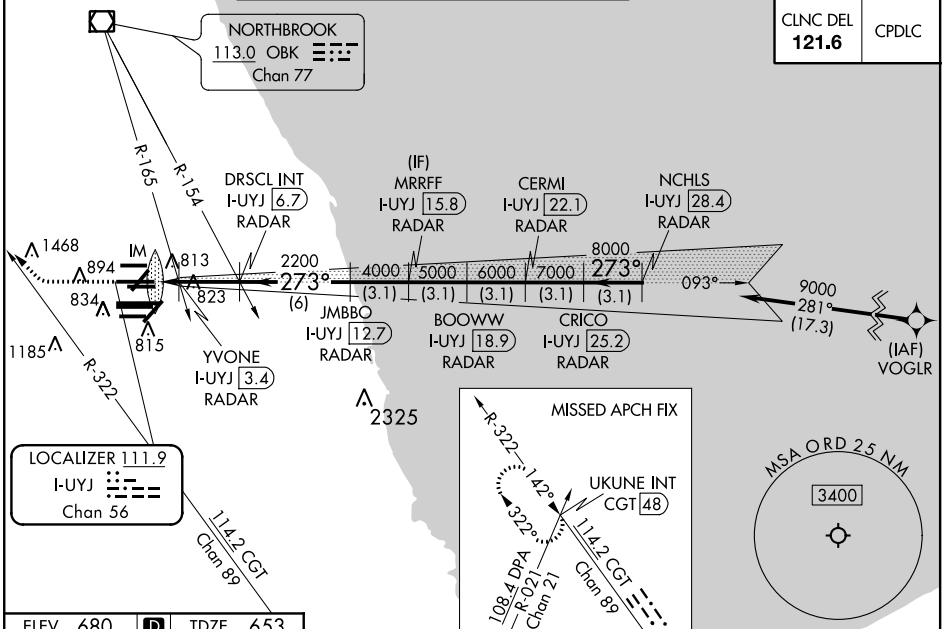 CLNC DEL
121.6
CPDLC
NORTHBROOK
113.0 OBK
Chan 77
R-165
R-154
DRSCL INT
I-UYJ 6.7
RADAR
(IF)
MRRFF
I-UYJ 15.8
RADAR
CERMI
I-UYJ 22.1
RADAR
NCHLS
I-UYJ 28.4
RADAR
1468
894
IM
813
834
823
815
1185
2200
273°
(6)
4000
(3.1)
5000
(3.1)
6000
(3.1)
7000
(3.1)
8000
273°
(3.1)
093°
9000
281°
(17.3)
(IAF)
VOGLR
YVONE
I-UYJ 3.4
RADAR
JMBBO
I-UYJ 12.7
RADAR
BOOWW
I-UYJ 18.9
RADAR
CRICO
I-UYJ 25.2
RADAR
R-322
2325
LOCALIZER 111.9
I-UYJ
Chan 56
114.2 CGT
Chan 89
MISSED APCH FIX
R-322
142°
322°
UKUNE INT
CGT 48
114.2 CGT
Chan 89
108.4 DPA
R-021
Chan 21
MSA ORD 25 NM
3400
ELEV 680
D
TDZE 653